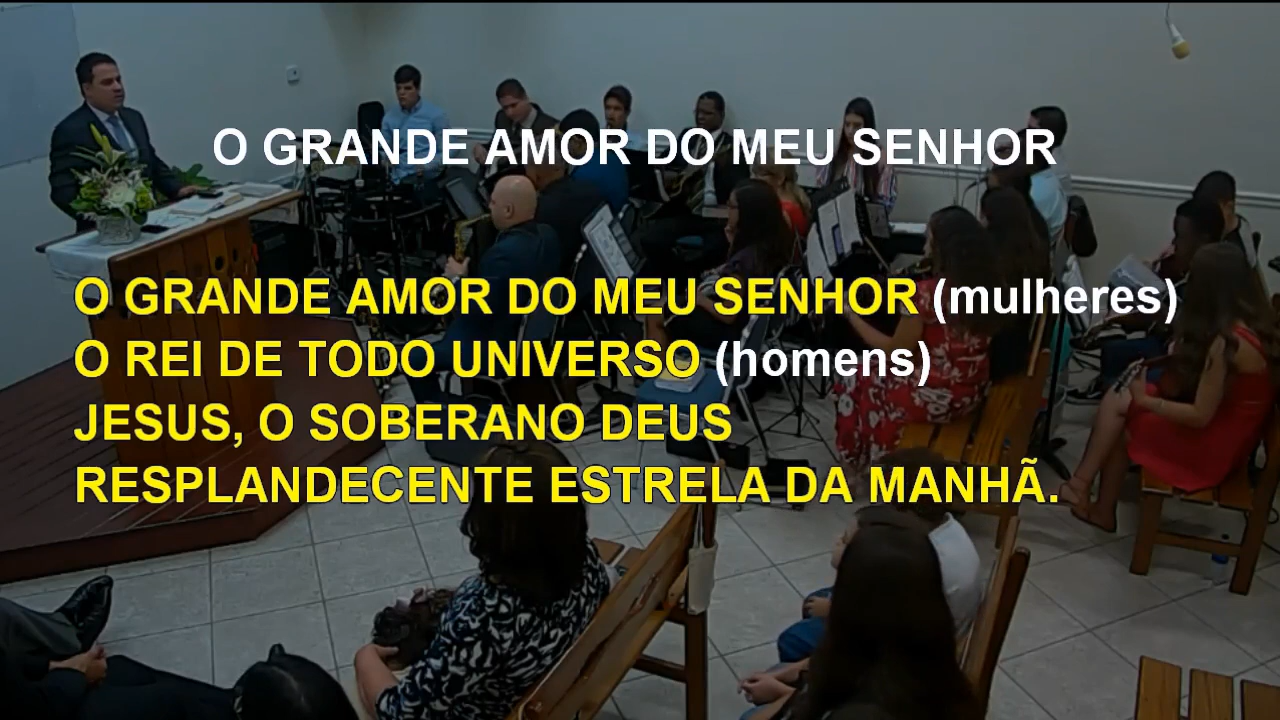 O GRANDE AMOR DO MEU SENHOR
O GRANDE AMOR DO MEU SENHOR (mulheres)
O REI DE TODO UNIVERSO (homens)
JESUS, O SOBERANO DEUS
RESPLANDECENTE ESTRELA DA MANHÃ.